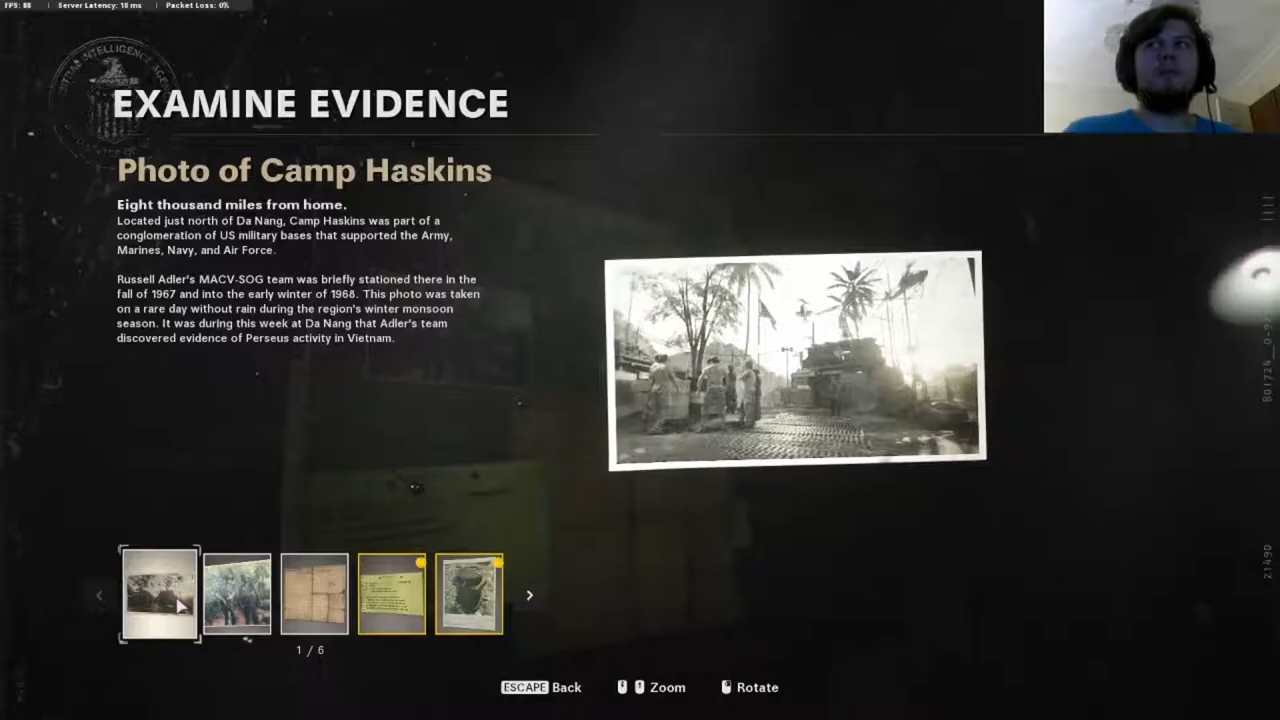 FPS: 88 | Server Latency: 18 ms | Packet Loss: 0%
EXAMINE EVIDENCE
Photo of Camp Haskins
Eight thousand miles from home.
Located just north of Da Nang, Camp Haskins was part of a
conglomeration of US military bases that supported the Army,
Marines, Navy, and Air Force.
Russell Adler's MACV-SOG team was briefly stationed there in the
fall of 1967 and into the early winter of 1968. This photo was taken
on a rare day without rain during the region's winter monsoon
season. It was during this week at Da Nang that Adler's team
discovered evidence of Perseus activity in Vietnam.
1 / 6
ESCAPE Back
Zoom
Rotate
2149D